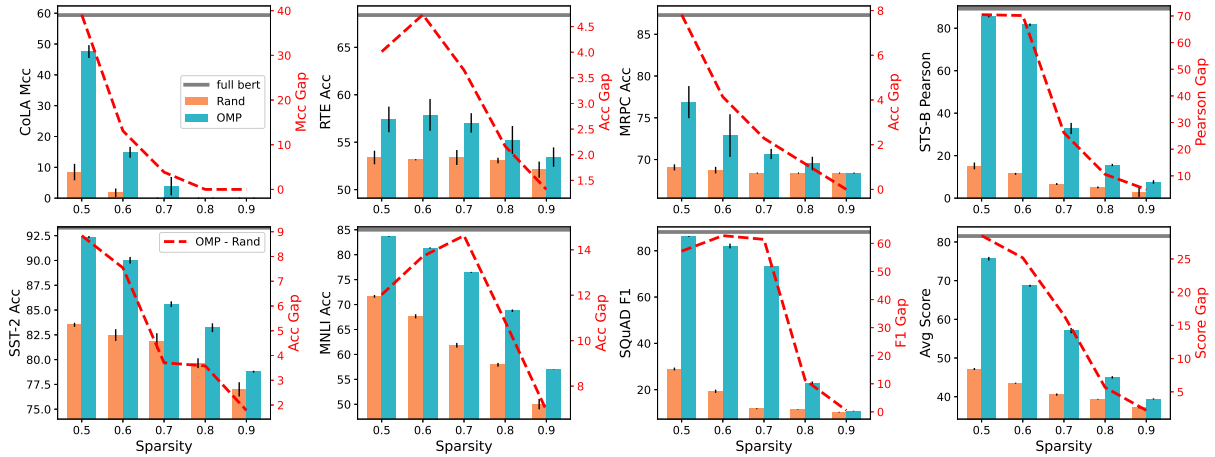 CoLA Mcc
60
50
40
30
20
10
0
full bert
Rand
OMP
40
30
20
10
0
Mcc Gap
RTE Acc
65
60
55
50
4.5
4.0
3.5
3.0
2.5
2.0
1.5
Acc Gap
MRPC Acc
85
80
75
70
8
6
4
2
0
Acc Gap
STS-B Pearson
80
60
40
20
0
70
60
50
40
30
20
10
Pearson Gap
0.5 0.6 0.7 0.8 0.9
0.5 0.6 0.7 0.8 0.9
0.5 0.6 0.7 0.8 0.9
0.5 0.6 0.7 0.8 0.9
SST-2 Acc
92.5
90.0
87.5
85.0
82.5
80.0
77.5
75.0
OMP - Rand
9
8
7
6
5
4
3
2
Acc Gap
MNLI Acc
85
80
75
70
65
60
55
50
14
12
10
8
Acc Gap
SQuAD F1
80
60
40
20
60
50
40
30
20
10
0
F1 Gap
Avg Score
80
70
60
50
40
25
20
15
10
5
Score Gap
0.5 0.6 0.7 0.8 0.9
0.5 0.6 0.7 0.8 0.9
0.5 0.6 0.7 0.8 0.9
0.5 0.6 0.7 0.8 0.9
Sparsity
Sparsity
Sparsity
Sparsity